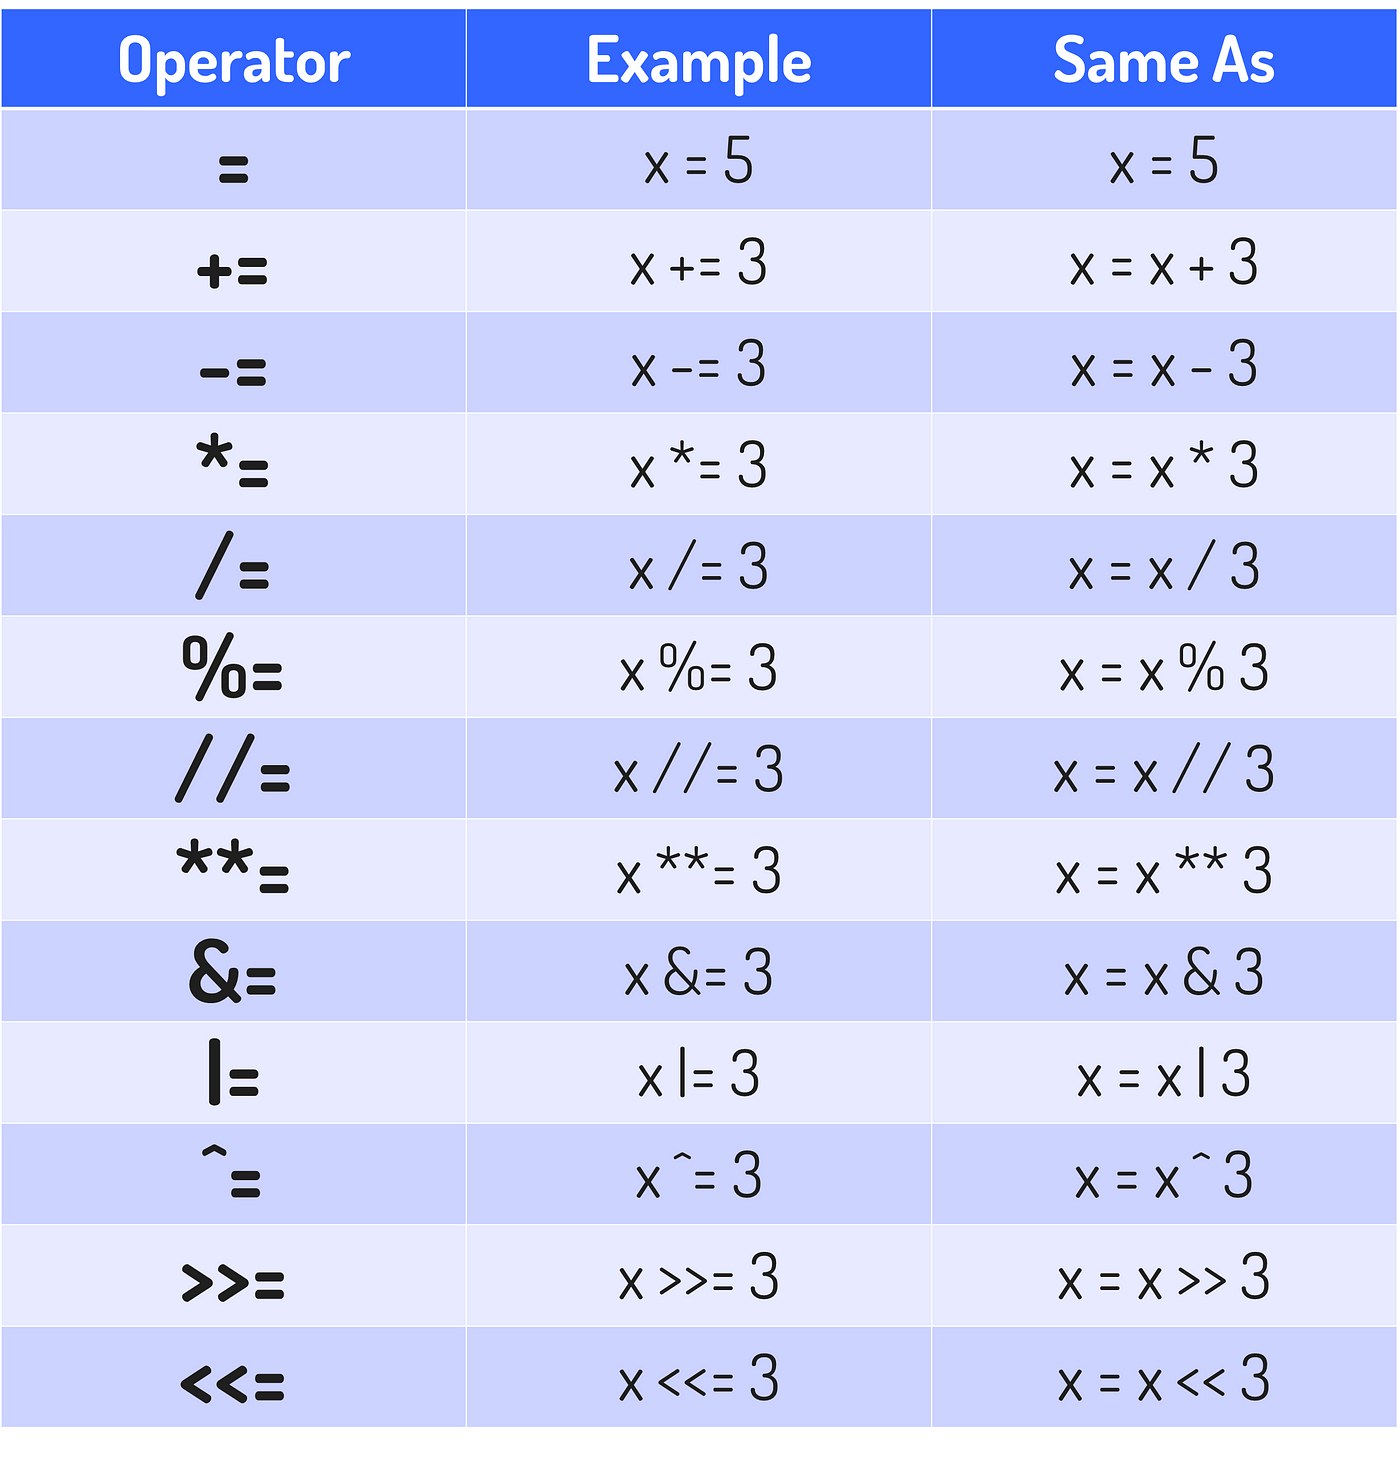 Operator Example Same As
= x = 5 x = 5
+= x += 3 x = x + 3
-= x -= 3 x = x - 3
*= x *= 3 x = x * 3
/= x /= 3 x = x / 3
%= x %= 3 x = x % 3
//= x //= 3 x = x // 3
**= x **= 3 x = x ** 3
&= x &= 3 x = x & 3
|= x |= 3 x = x | 3
^= x ^= 3 x = x ^ 3
>>= x >>= 3 x = x >> 3
<<= x <<= 3 x = x << 3